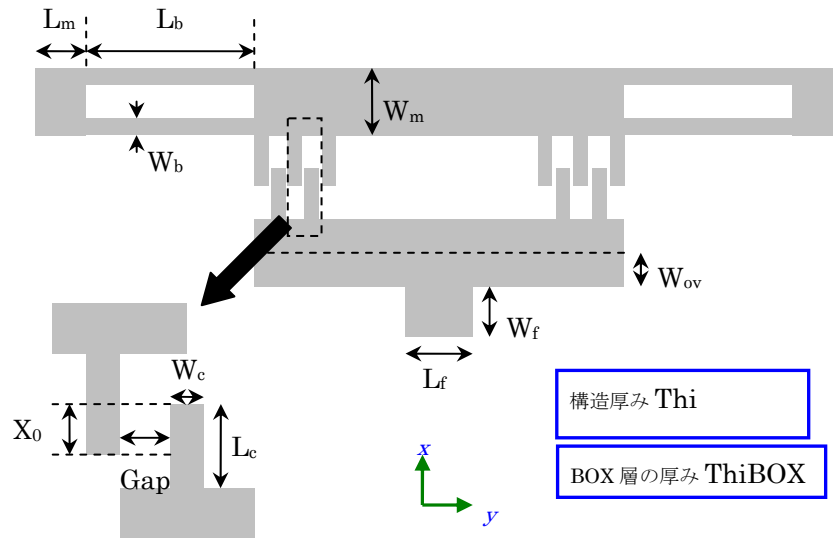 Lm Lb
Wm
Wb
Wov
Wf
Lf
Wc
X0
Lc
Gap
構造厚み Thi
BOX 層の厚み ThiBOX
x
y